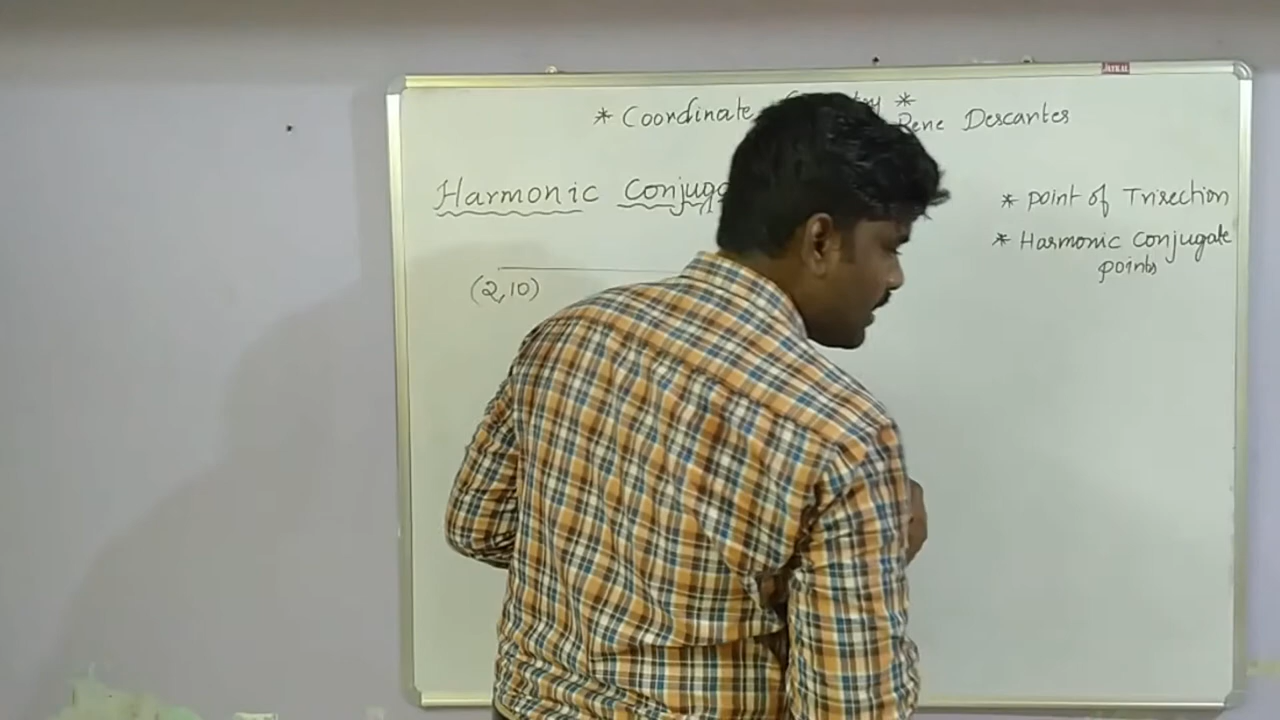 * Coordinate *
Rene Descartes
Harmonic
* point of Trisection
* Harmonic Conjugate
points
(2,10)